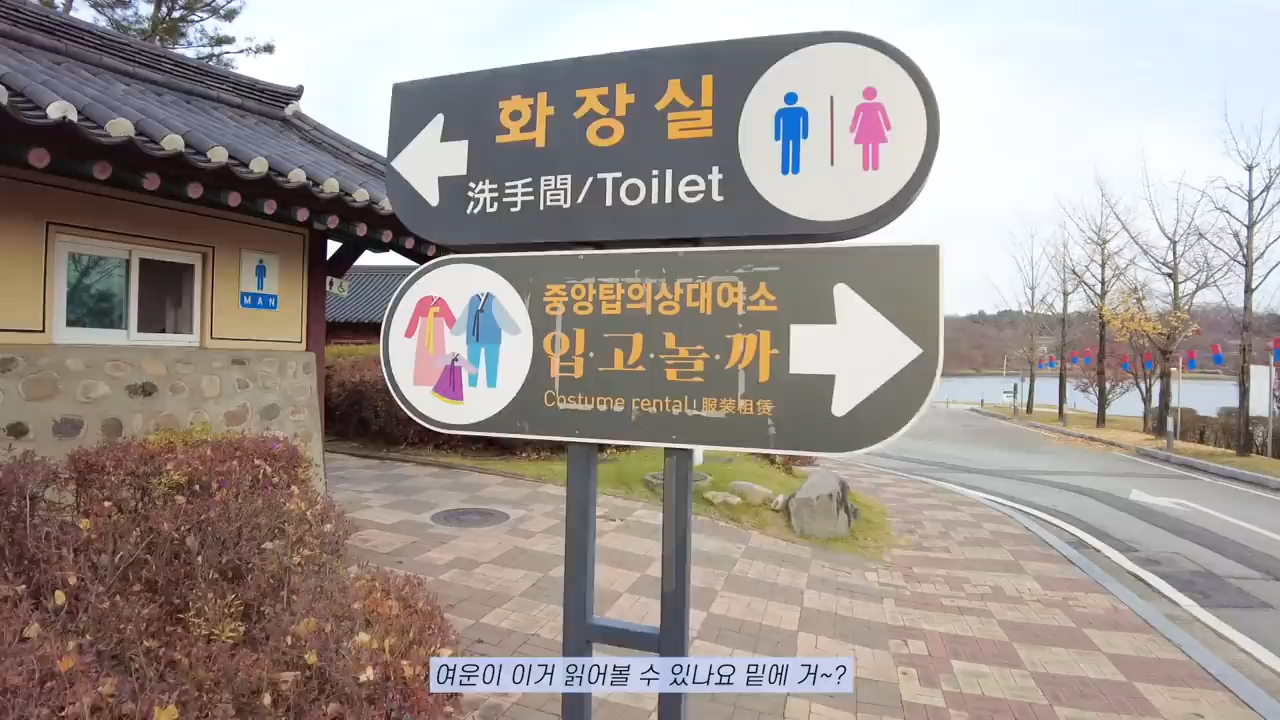 화장실
洗手間/Toilet
MAN
중앙탑의상대여소
입·고·놀·까
Costume rental 服装租赁
여운이 이거 읽어볼 수 있나요 밑에 거~?